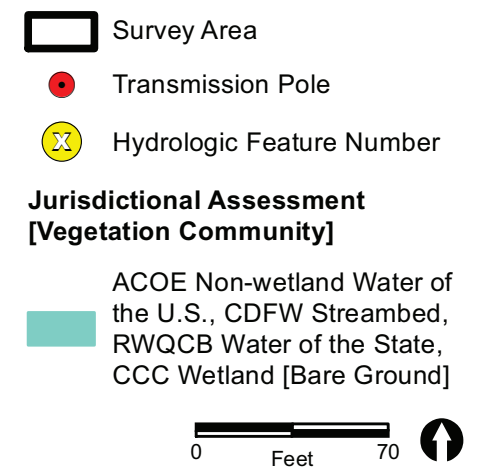 Survey Area
Transmission Pole
X
Hydrologic Feature Number
Jurisdictional Assessment
[Vegetation Community]
ACOE Non-wetland Water of
the U.S., CDFW Streambed,
RWQCB Water of the State,
CCC Wetland [Bare Ground]
0 Feet 70